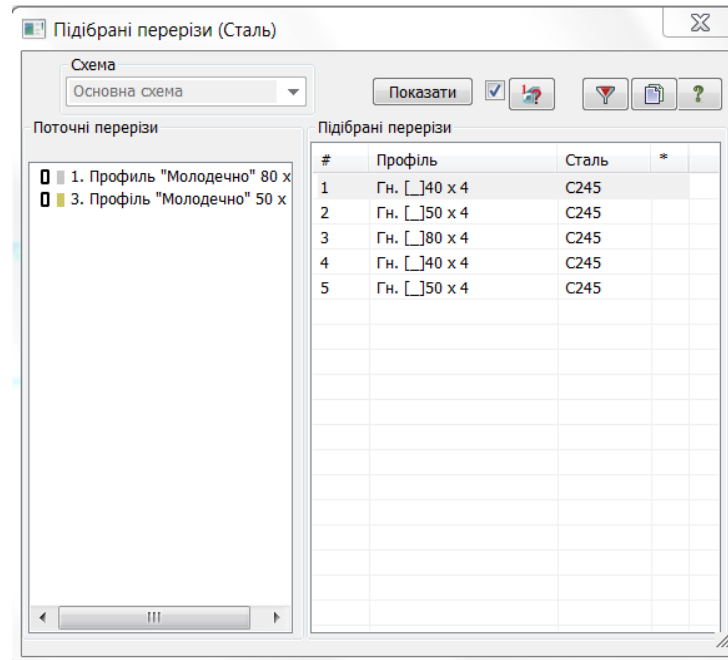 Підібрані перерізи (Сталь)
Схема
Основна схема
Показати
Поточні перерізи
1. Профиль "Молодечно" 80 x
3. Профіль "Молодечно" 50 x
Підібрані перерізи
# Профіль Сталь *
1 Гн. [_]40 x 4 C245
2 Гн. [_]50 x 4 C245
3 Гн. [_]80 x 4 C245
4 Гн. [_]40 x 4 C245
5 Гн. [_]50 x 4 C245